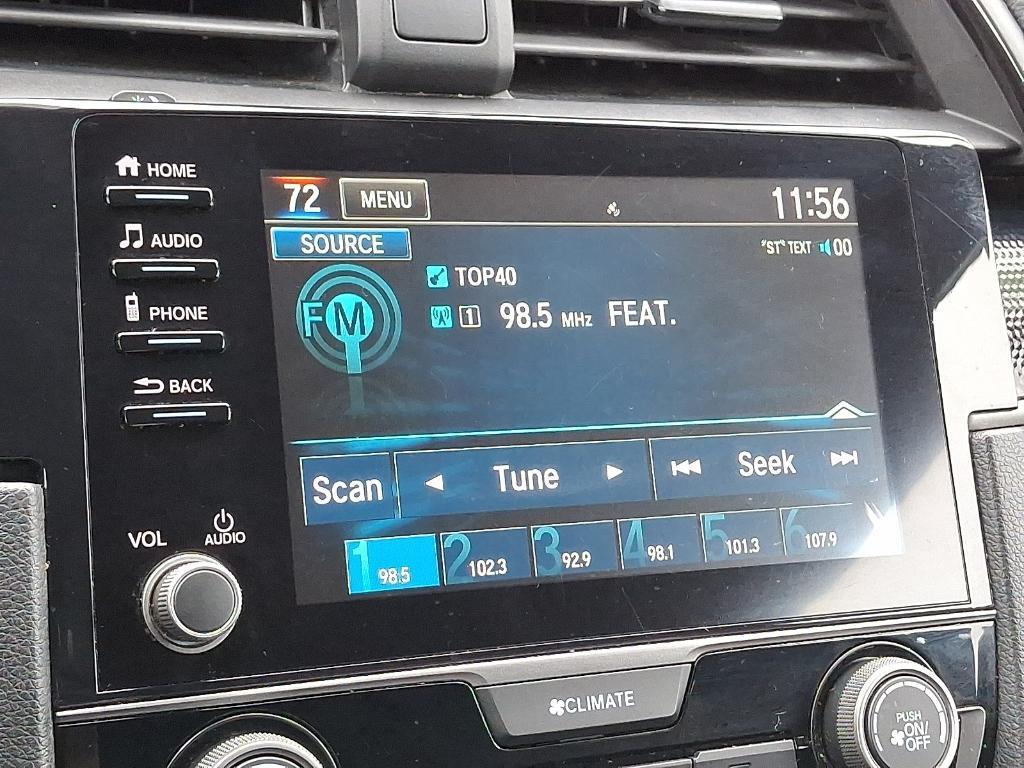 HOME
AUDIO
PHONE
BACK
VOL
AUDIO
72 MENU 11:56
SOURCE "ST" TEXT 00
FM
TOP40
1 98.5 MHz FEAT.
Scan Tune Seek
1 98.5 2 102.3 3 92.9 4 98.1 5 101.3 6 107.9
CLIMATE
PUSH
ON/
OFF